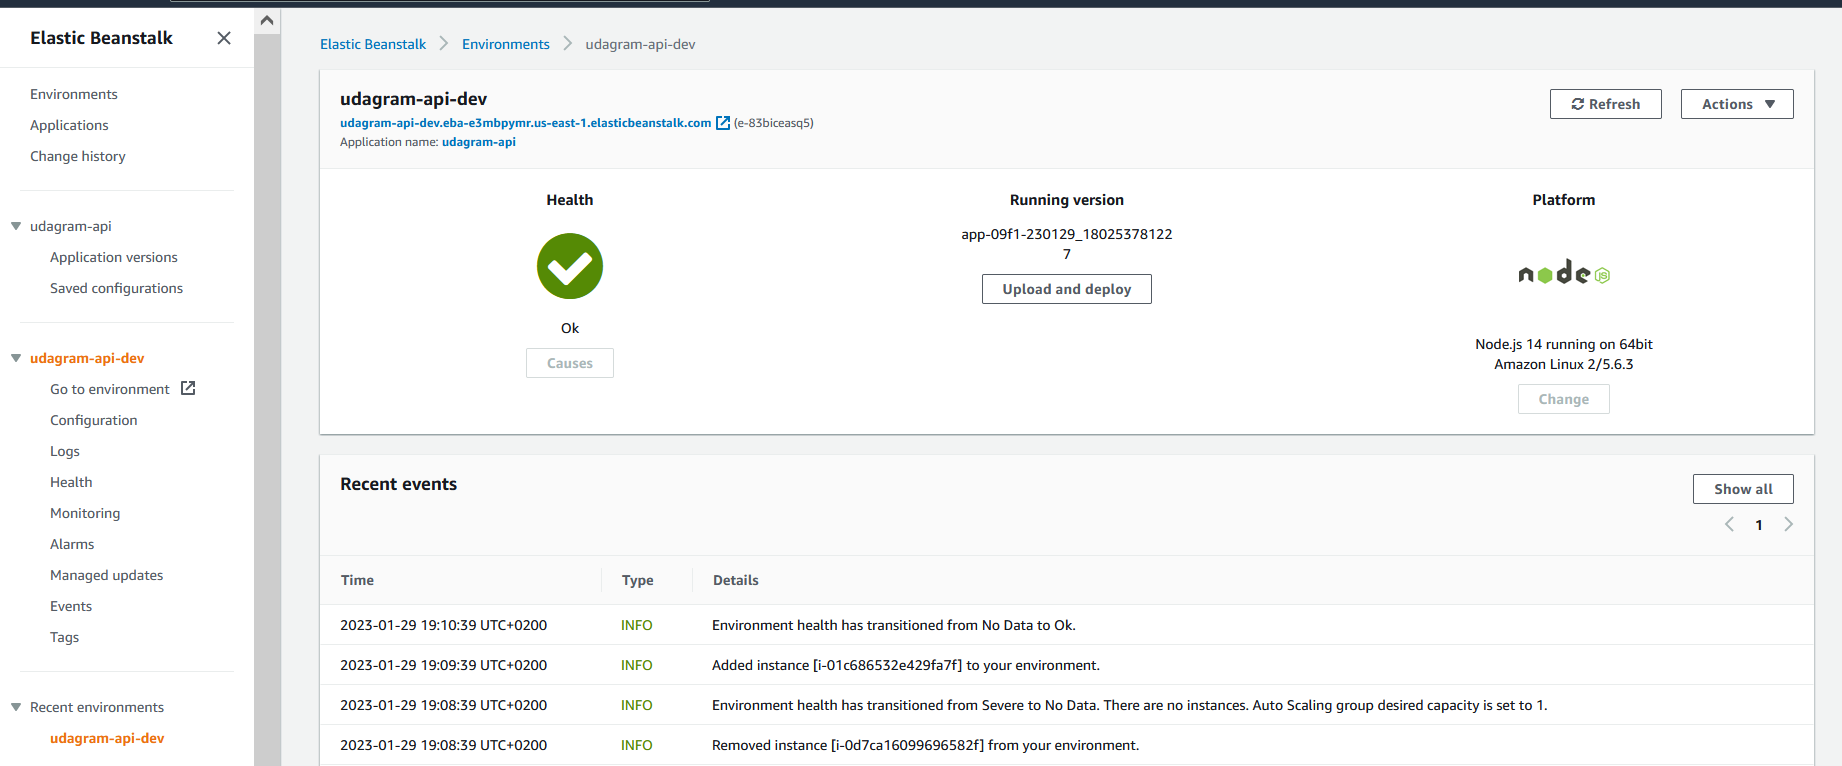 Elastic Beanstalk
Environments
Applications
Change history
udagram-api
Application versions
Saved configurations
udagram-api-dev
Go to environment
Configuration
Logs
Health
Monitoring
Alarms
Managed updates
Events
Tags
Recent environments
udagram-api-dev
Elastic Beanstalk > Environments > udagram-api-dev
udagram-api-dev
udagram-api-dev.eba-e3mbpymr.us-east-1.elasticbeanstalk.com (e-83biceasq5)
Application name: udagram-api
Refresh
Actions
Health
Ok
Causes
Running version
app-09f1-230129_18025378122
7
Upload and deploy
Platform
node JS
Node.js 14 running on 64bit
Amazon Linux 2/5.6.3
Change
Recent events
Show all
1
Time Type Details
2023-01-29 19:10:39 UTC+0200 INFO Environment health has transitioned from No Data to Ok.
2023-01-29 19:09:39 UTC+0200 INFO Added instance [i-01c686532e429fa7f] to your environment.
2023-01-29 19:08:39 UTC+0200 INFO Environment health has transitioned from Severe to No Data. There are no instances. Auto Scaling group desired capacity is set to 1.
2023-01-29 19:08:39 UTC+0200 INFO Removed instance [i-0d7ca16099696582f] from your environment.